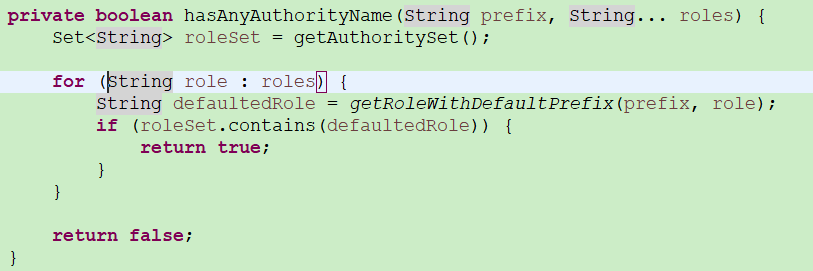 private boolean hasAnyAuthorityName(String prefix, String... roles) {
    Set<String> roleSet = getAuthoritySet();

    for (String role : roles) {
        String defaultedRole = getRoleWithDefaultPrefix(prefix, role);
        if (roleSet.contains(defaultedRole)) {
            return true;
        }
    }

    return false;
}